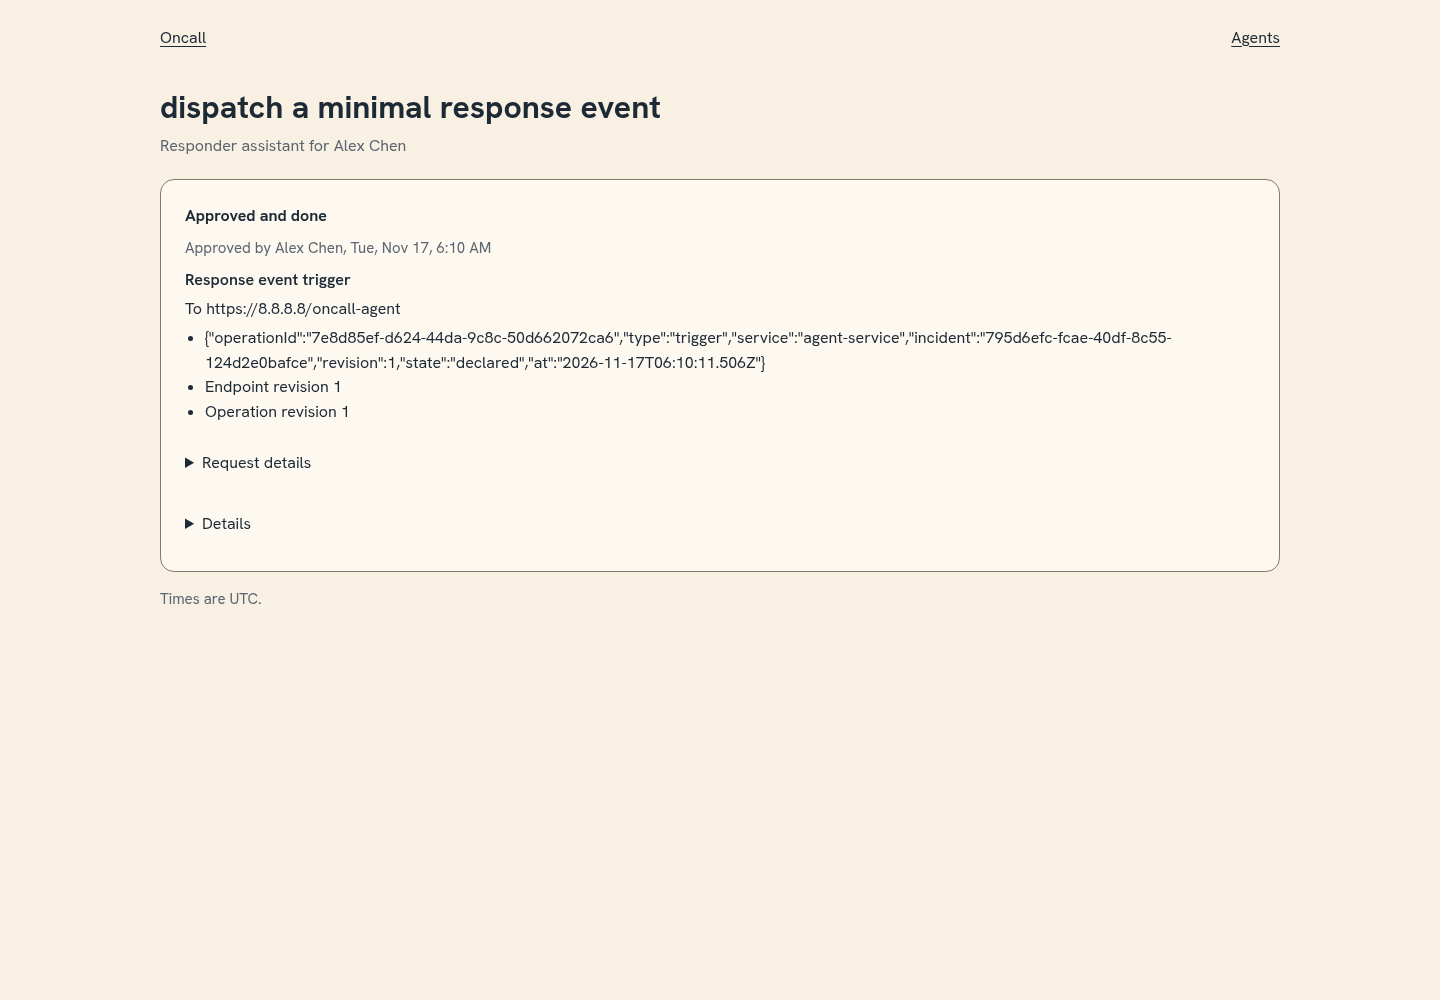 Oncall
Agents
dispatch a minimal response event
Responder assistant for Alex Chen
Approved and done
Approved by Alex Chen, Tue, Nov 17, 6:10 AM
Response event trigger
To https://8.8.8.8/oncall-agent
{"operationId":"7e8d85ef-d624-44da-9c8c-50d662072ca6","type":"trigger","service":"agent-service","incident":"795d6efc-fcae-40df-8c55-
124d2e0bafce","revision":1,"state":"declared","at":"2026-11-17T06:10:11.506Z"}
Endpoint revision 1
Operation revision 1
Request details
Details
Times are UTC.